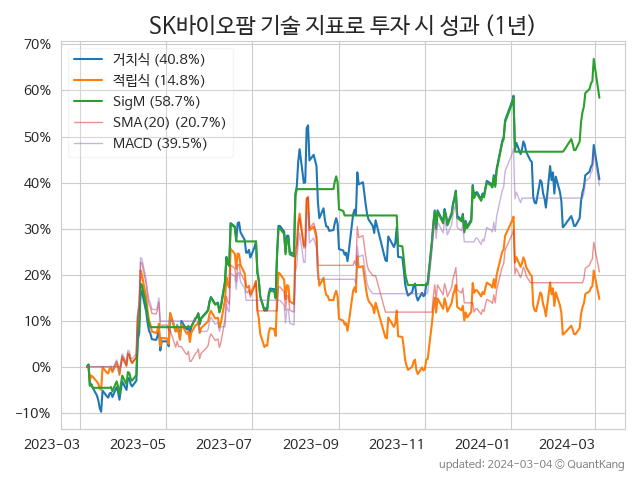 SK바이오팜 기술 지표로 투자 시 성과 (1년)
거치식 (40.8%)
적립식 (14.8%)
SigM (58.7%)
SMA(20) (20.7%)
MACD (39.5%)
70%
60%
50%
40%
30%
20%
10%
0%
−10%
2023-03 2023-05 2023-07 2023-09 2023-11 2024-01 2024-03
updated: 2024-03-04 © QuantKang